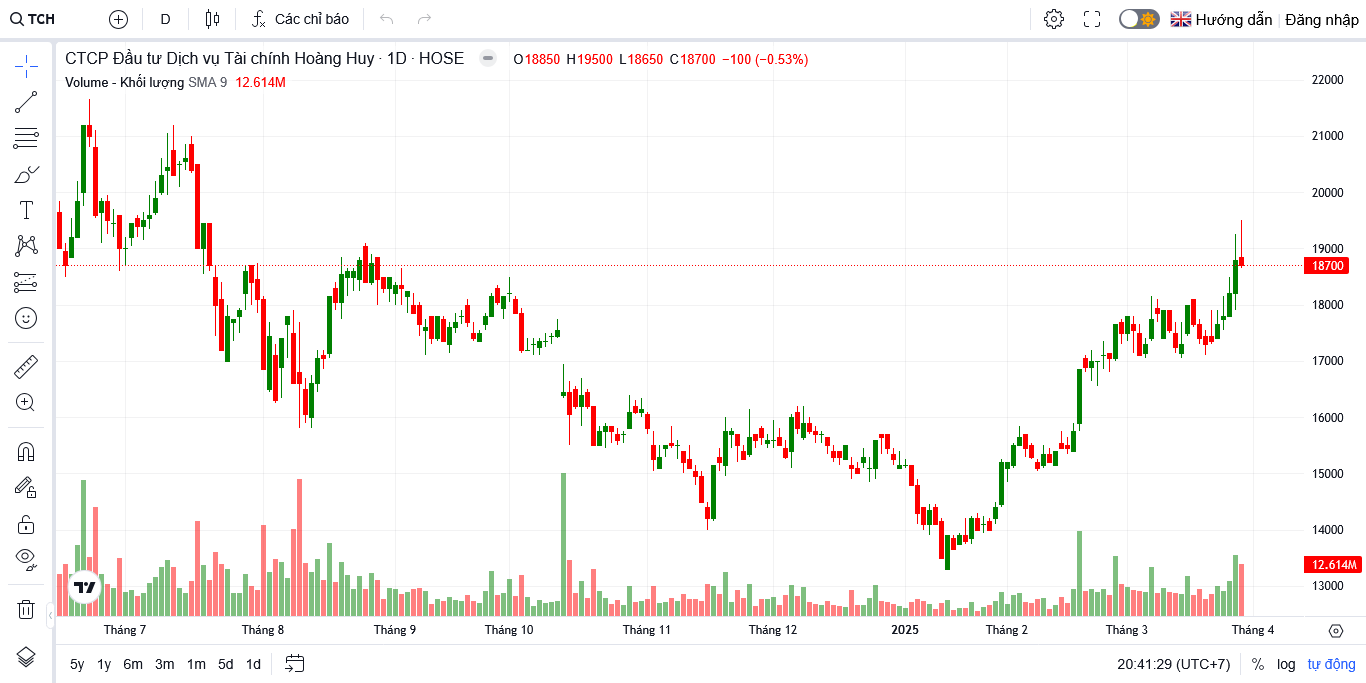 TCH D Các chỉ báo Hướng dẫn Đăng nhập
CTCP Đầu tư Dịch vụ Tài chính Hoàng Huy · 1D · HOSE O18850 H19500 L18650 C18700 −100 (−0.53%)
Volume - Khối lượng SMA 9 12.614M
22000
21000
20000
19000
18700
18000
17000
16000
15000
14000
12.614M
13000
Tháng 7 Tháng 8 Tháng 9 Tháng 10 Tháng 11 Tháng 12 2025 Tháng 2 Tháng 3 Tháng 4
5y 1y 6m 3m 1m 5d 1d 20:41:29 (UTC+7) % log tự động